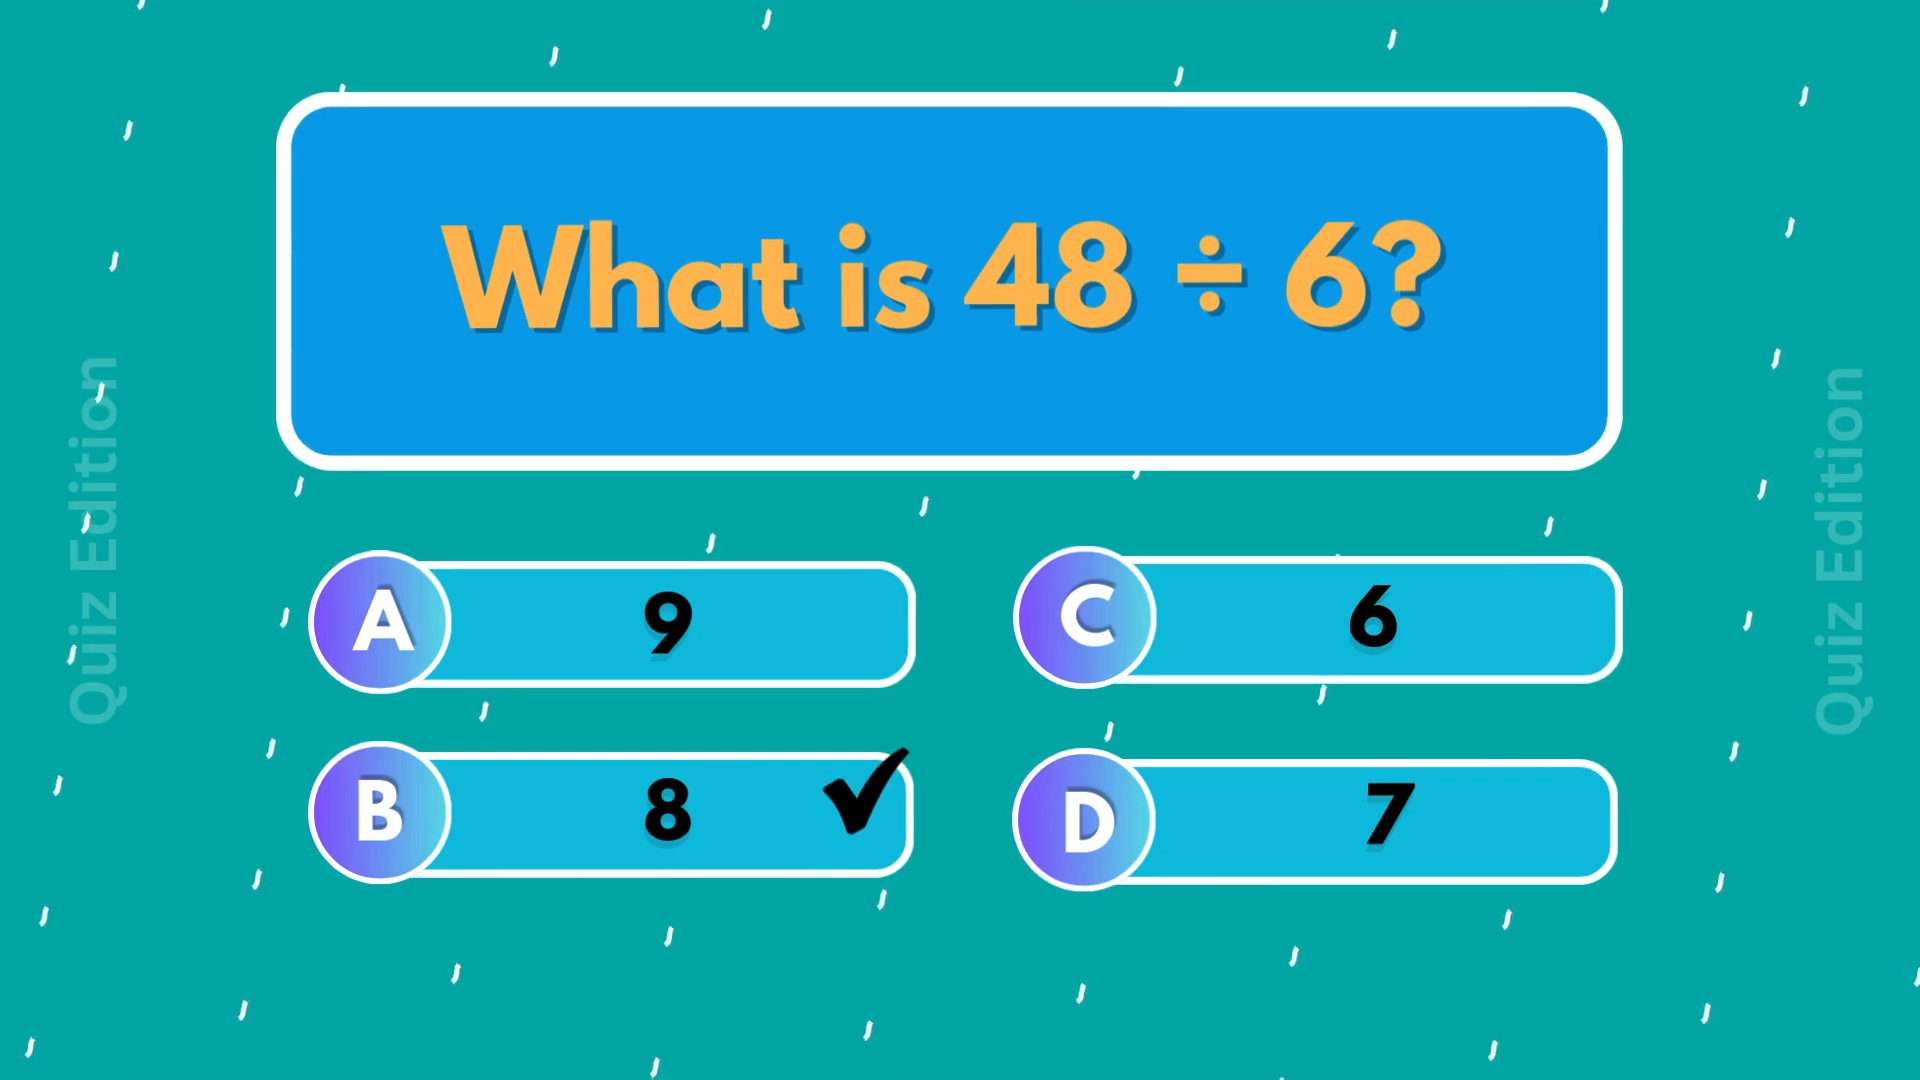 What is 48 ÷ 6?
A 9
B 8 ✔
C 6
D 7
Quiz Edition
Quiz Edition